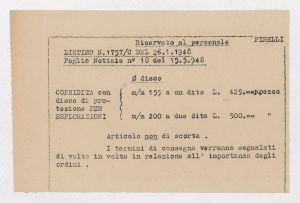 Riservato al personale PIRELLI
LISTINO N.1757/C DEL 26.1.1948
Foglio Notizie n° 18 del 15.5.948
Ø disco
COPRIDITA con m/m 155 a un dito L. 425.— pezzo
disco di pro-
tezione PER
ESPLORAZIONI m/m 200 a due dita L. 500.— "
Articolo non di scorta.
I termini di consegna verranno segnalati
di volta in volta in relazione all' importanza degli
ordini.